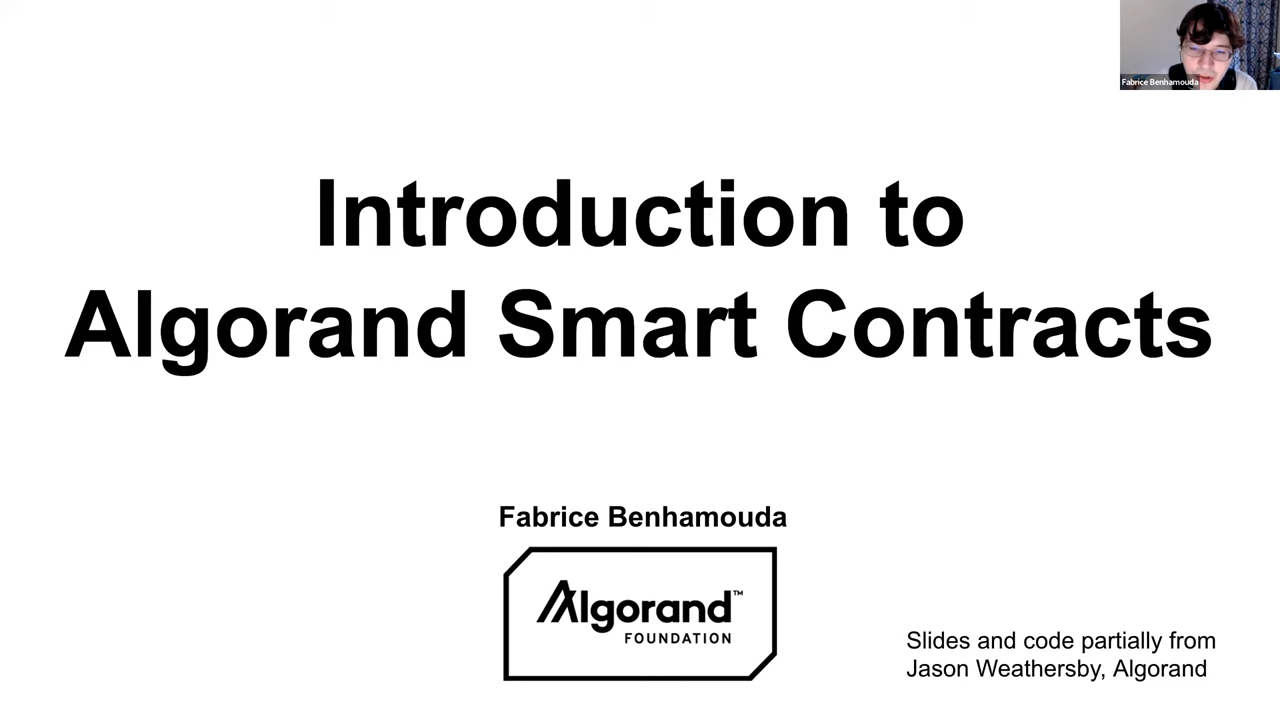 Fabrice Benhamouda
Introduction to
Algorand Smart Contracts
Fabrice Benhamouda
Algorand™
FOUNDATION
Slides and code partially from
Jason Weathersby, Algorand